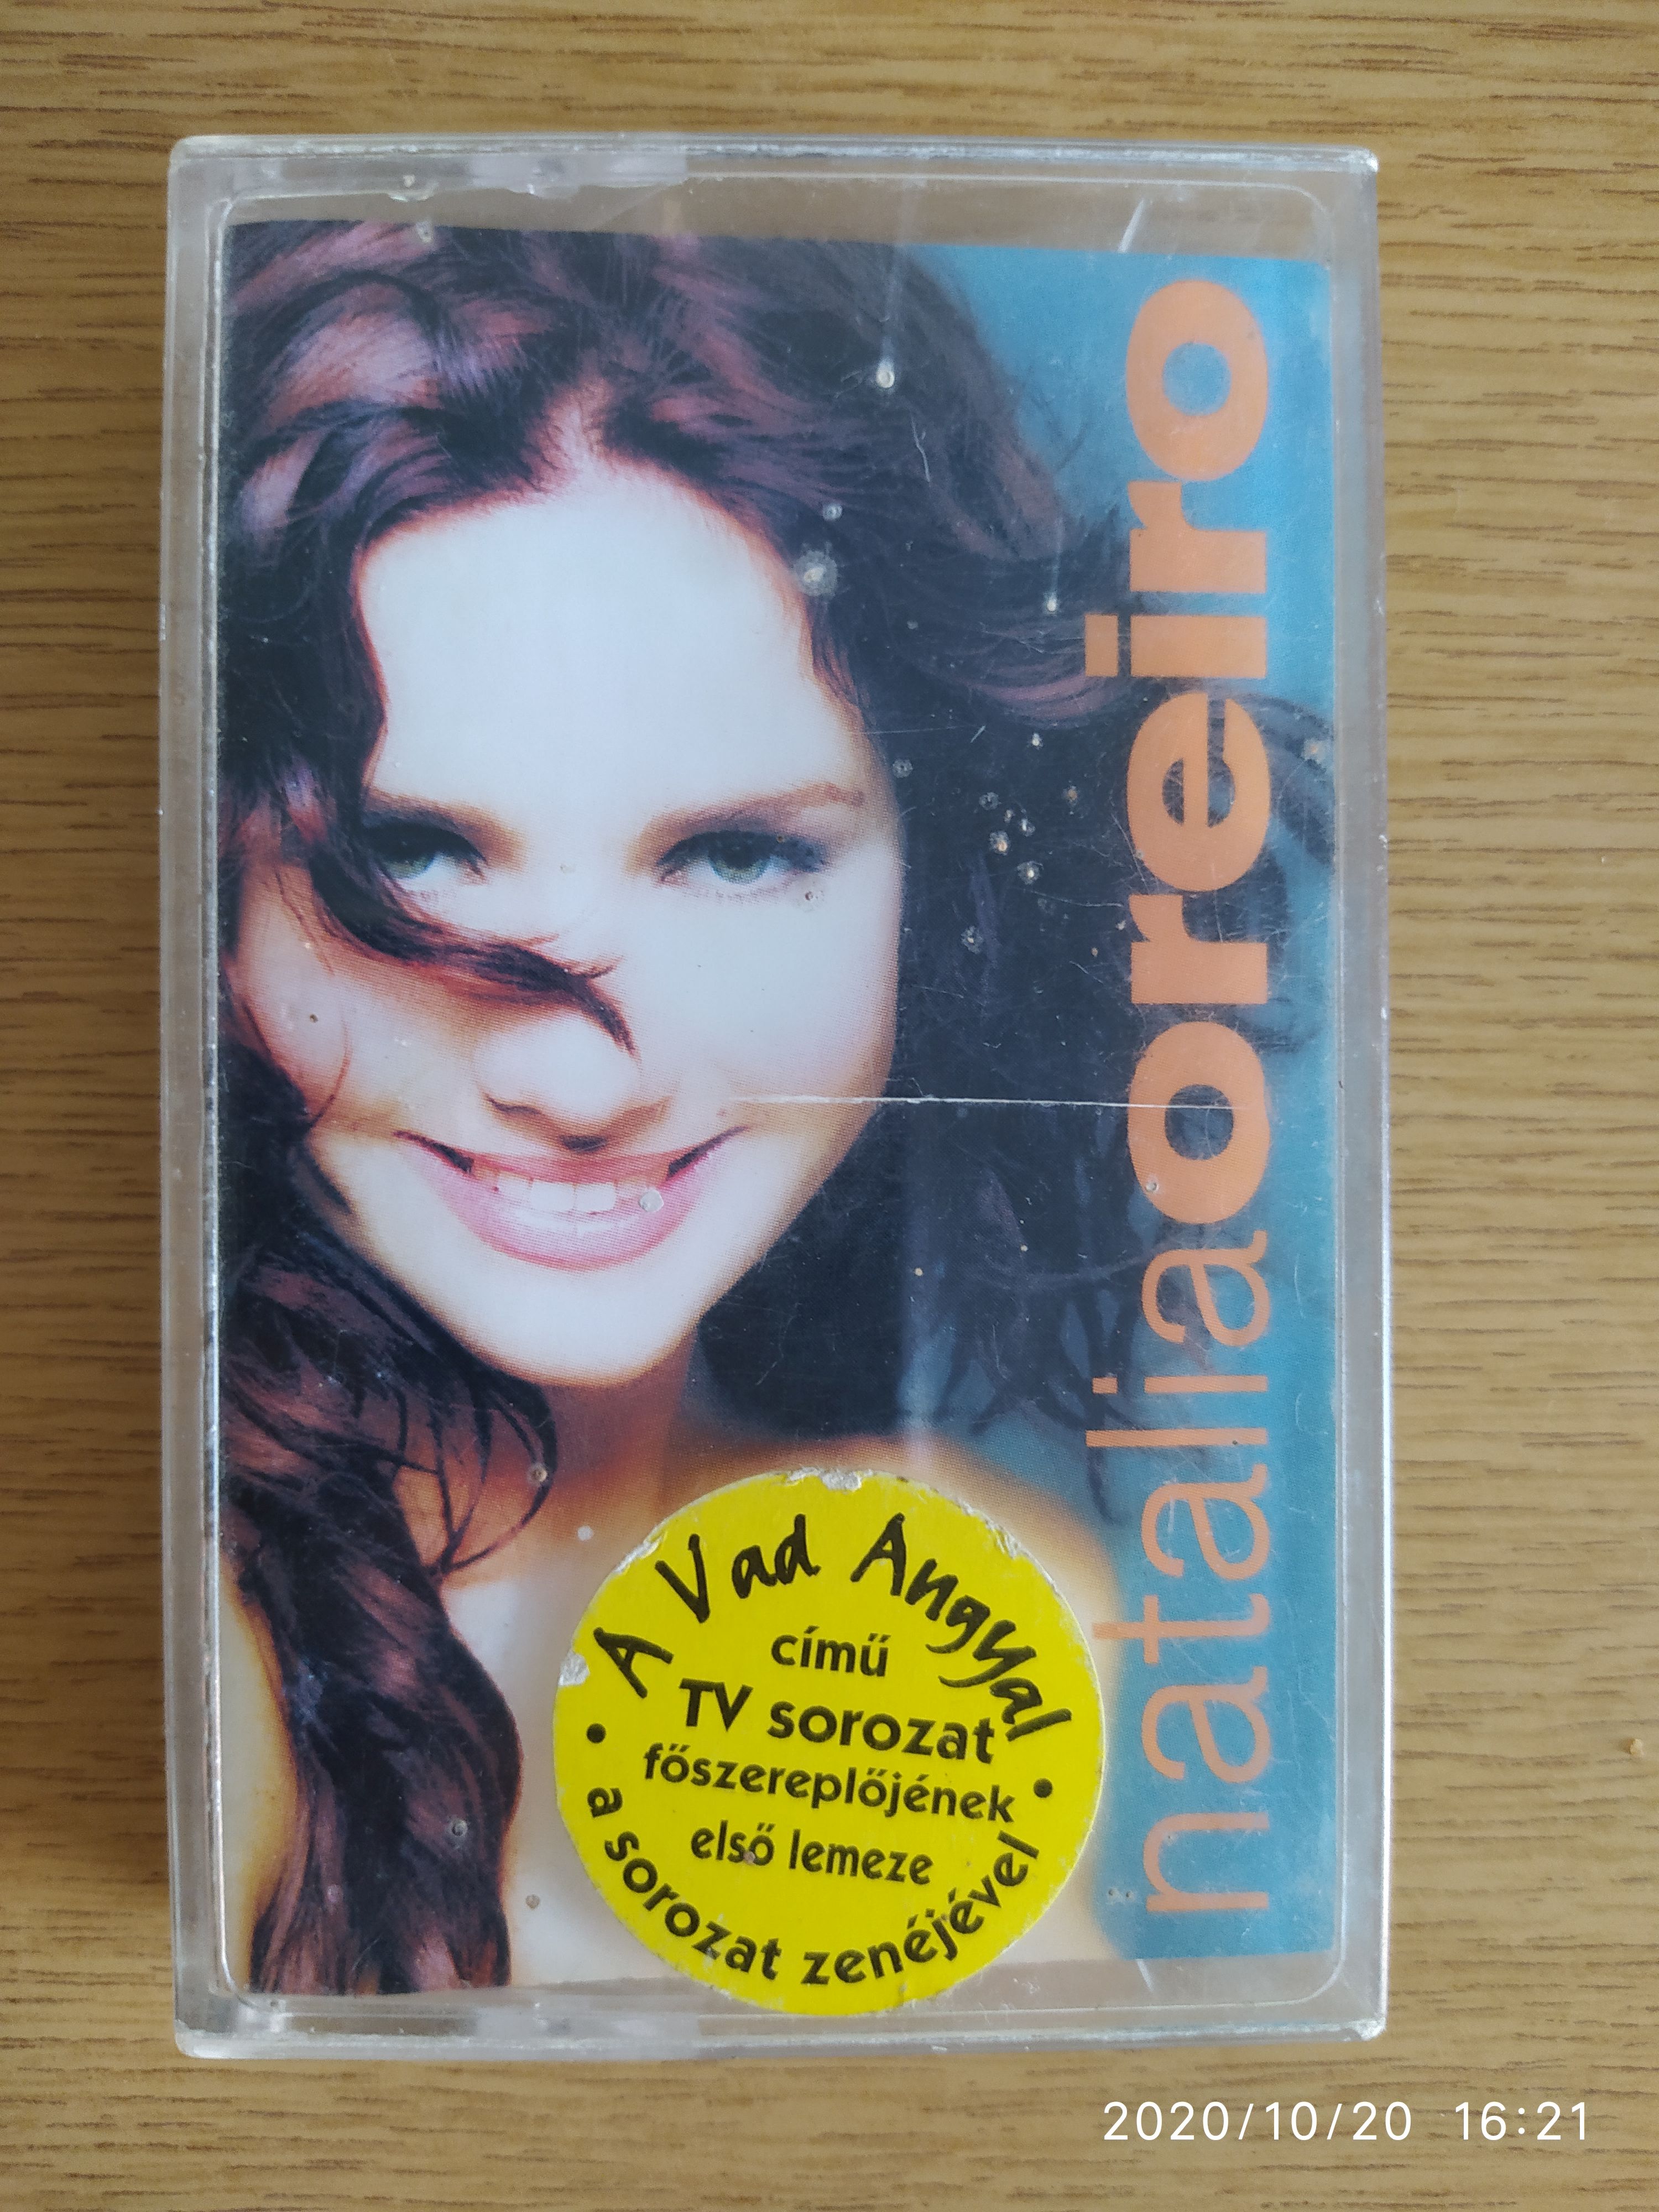 nataliaoreiro
A Vad Angyal
című
TV sorozat
főszereplőjének
első lemeze
• a sorozat zenéjével •
2020/10/20 16:21